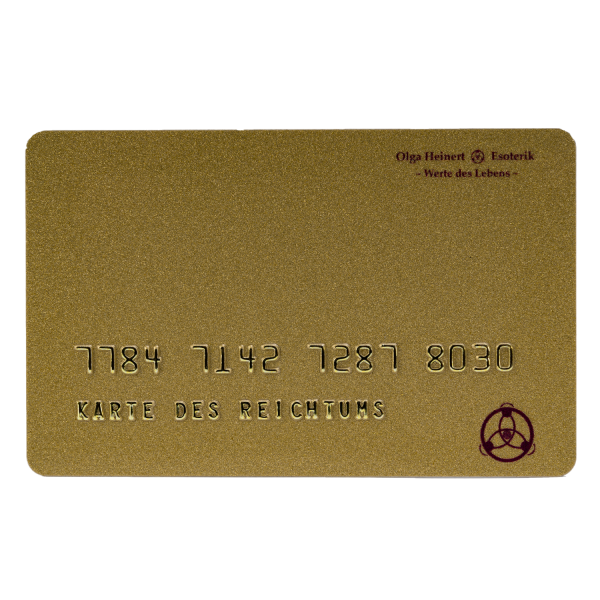 Olga Heinert Esoterik
- Werte des Lebens -
7784 7142 7287 8030
KARTE DES REICHTUMS